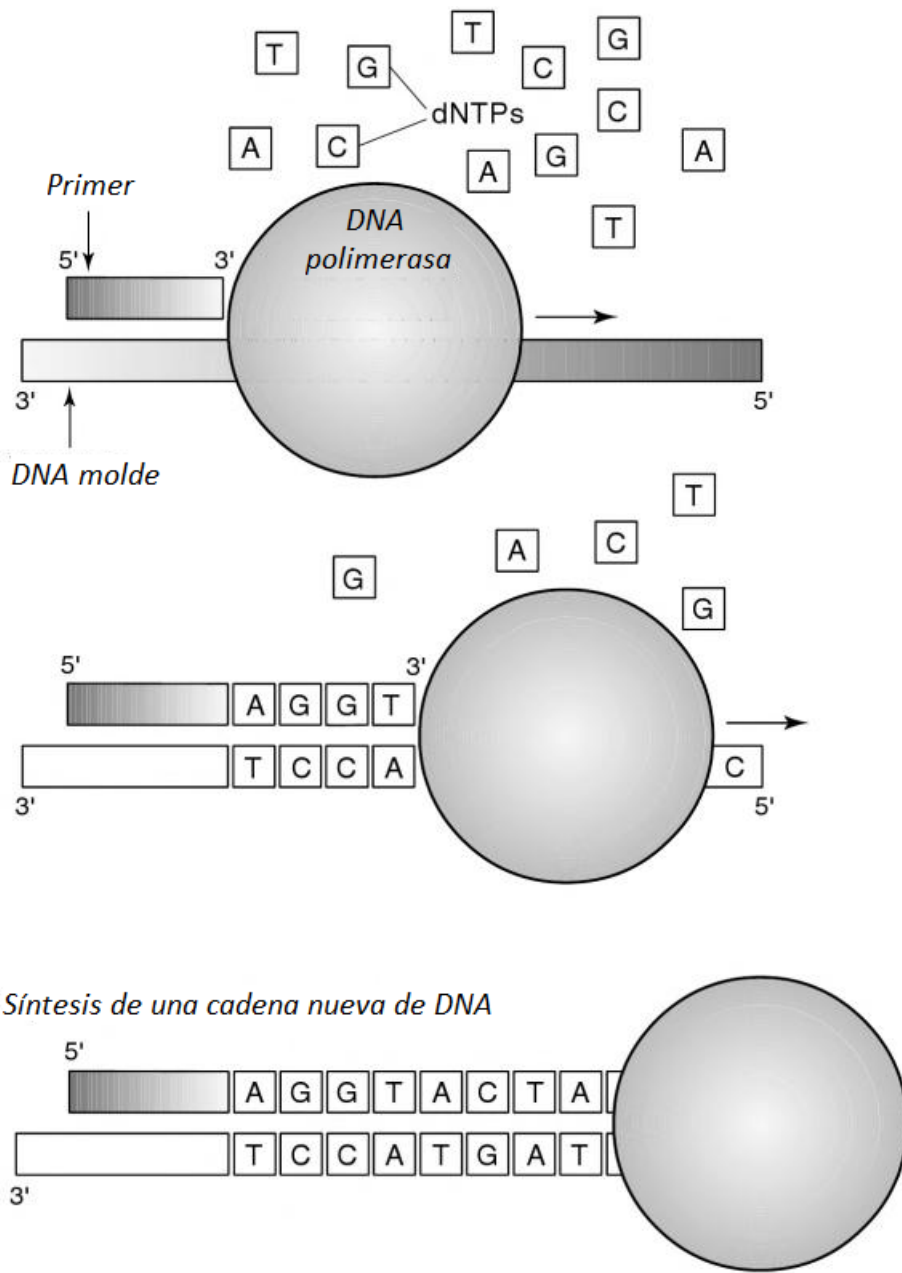 T G T C G
dNTPs
C
A C A G A
Primer
T
DNA
polimerasa
5' 3'
3' 5'
DNA molde
T
G A C
G
5' 3'
A G G T
T C C A C
3' 5'
Síntesis de una cadena nueva de DNA
5'
A G G T A C T A
T C C A T G A T
3'